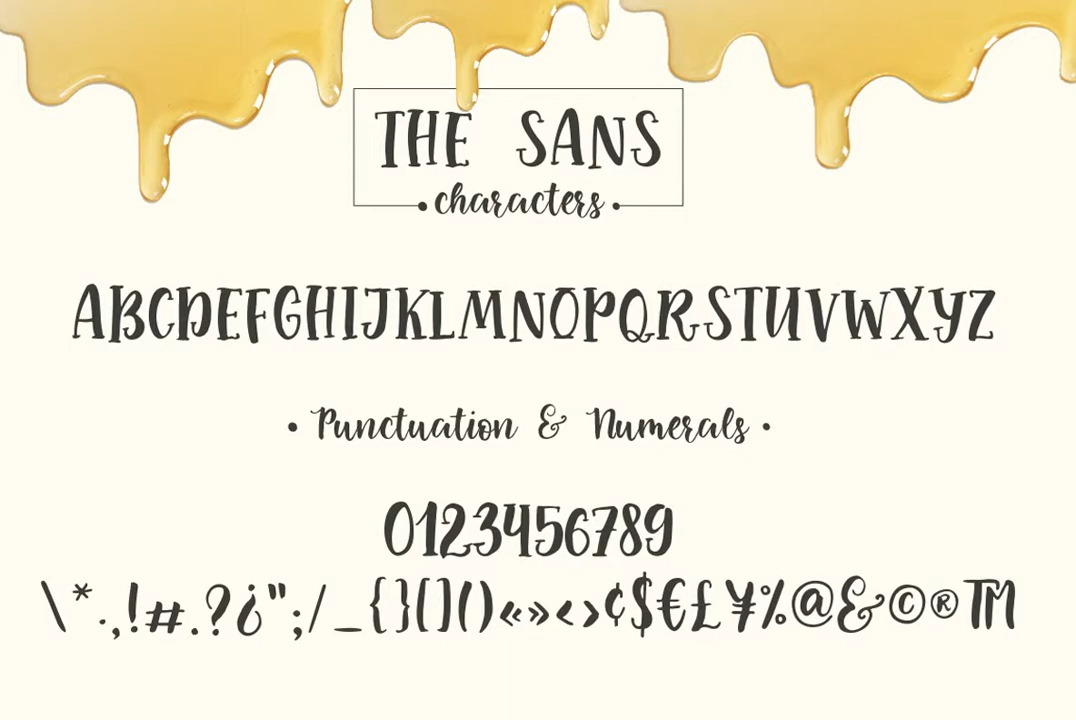 THE SANS
• characters •
ABCDEFGHIJKLMNOPQRSTUVWXYZ
• Punctuation & Numerals •
0123456789
\*·,!#.?¿";/_{}[]()«»‹›¢$€£¥%@&©®™